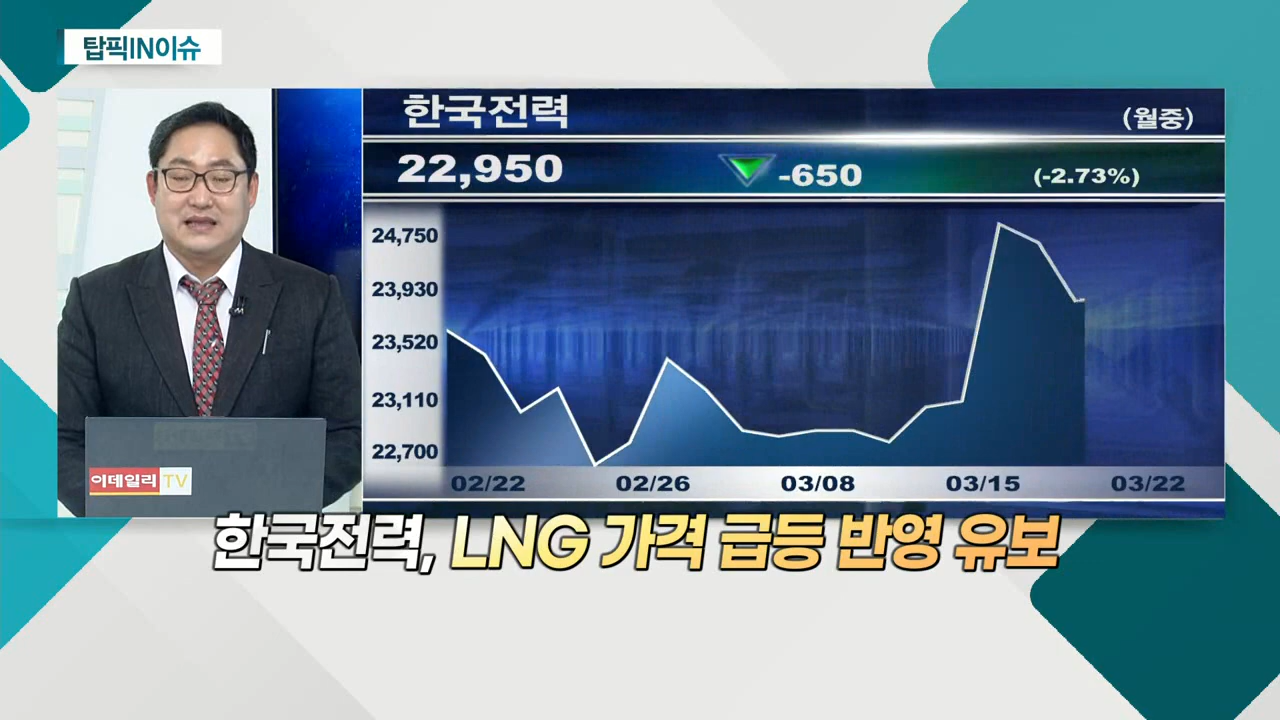 탑픽IN이슈
한국전력
(월중)
22,950
-650
(-2.73%)
24,750
23,930
23,520
23,110
22,700
02/22
02/26
03/08
03/15
03/22
이데일리 TV
한국전력, LNG 가격 급등 반영 유보